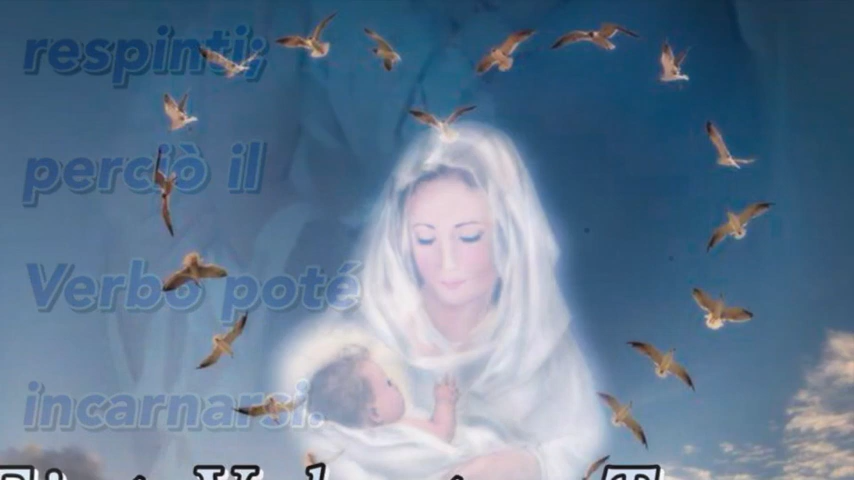 respinti;
perciò il
Verbo poté
incarnarsi.